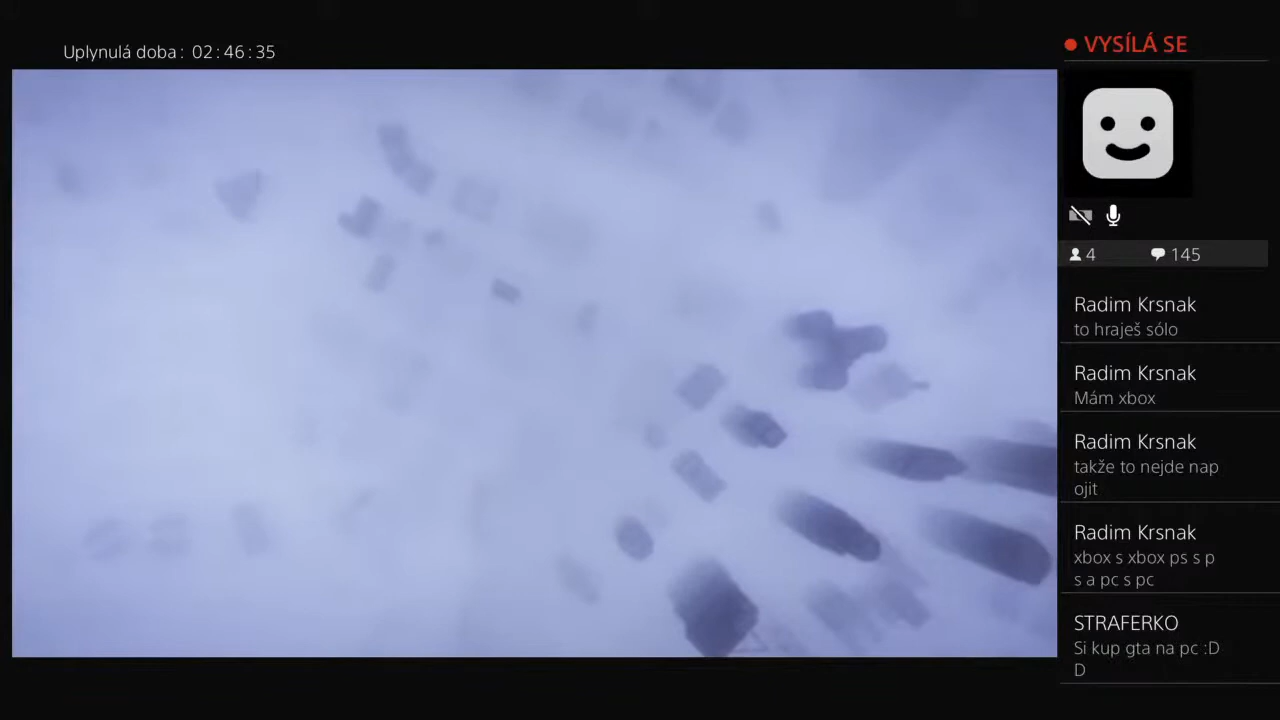 Uplynulá doba: 02:46:35
VYSÍLÁ SE
4 145
Radim Krsnak
to hraješ sólo
Radim Krsnak
Mám xbox
Radim Krsnak
takže to nejde nap
ojit
Radim Krsnak
xbox s xbox ps s p
s a pc s pc
STRAFERKO
Si kup gta na pc :D
D